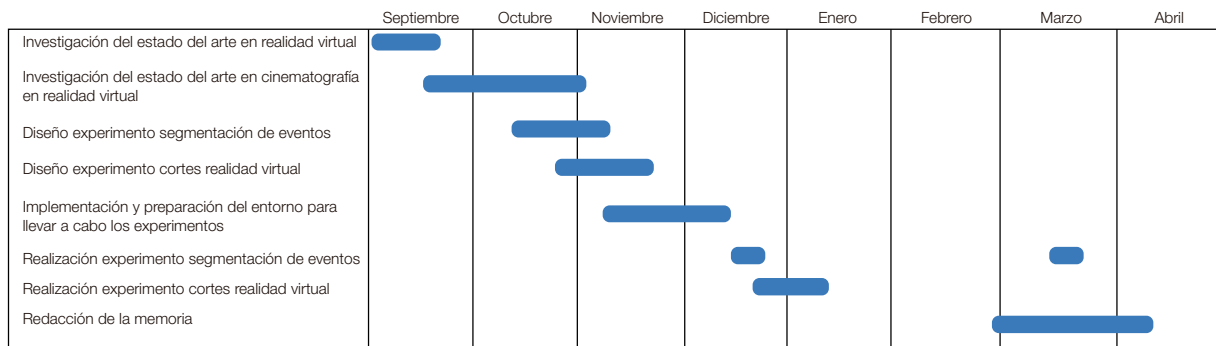 Septiembre Octubre Noviembre Diciembre Enero Febrero Marzo Abril
Investigación del estado del arte en realidad virtual
Investigación del estado del arte en cinematografía
en realidad virtual
Diseño experimento segmentación de eventos
Diseño experimento cortes realidad virtual
Implementación y preparación del entorno para
llevar a cabo los experimentos
Realización experimento segmentación de eventos
Realización experimento cortes realidad virtual
Redacción de la memoria